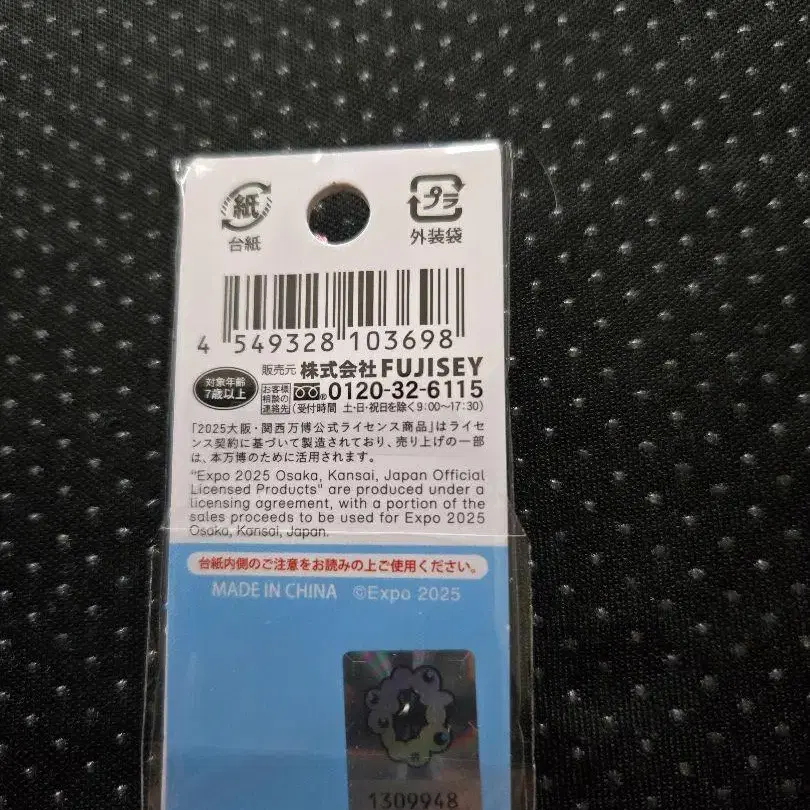 紙
台紙
プラ
外装袋
4 549328 103698
対象年齢
7歳以上
販売元 株式会社FUJISEY
お客様
相談の
連絡先
0120-32-6115
(受付時間 土・日・祝日を除く9:00〜17:30)
「2025大阪・関西万博公式ライセンス商品」はライセ
ンス契約に基づいて製造されており、売り上げの一部
は、本万博のために活用されます。
"Expo 2025 Osaka, Kansai, Japan Official
Licensed Products" are produced under a
licensing agreement, with a portion of the
sales proceeds to be used for Expo 2025
Osaka, Kansai, Japan.
台紙内側のご注意をお読みの上ご使用ください。
MADE IN CHINA ©Expo 2025
1309948